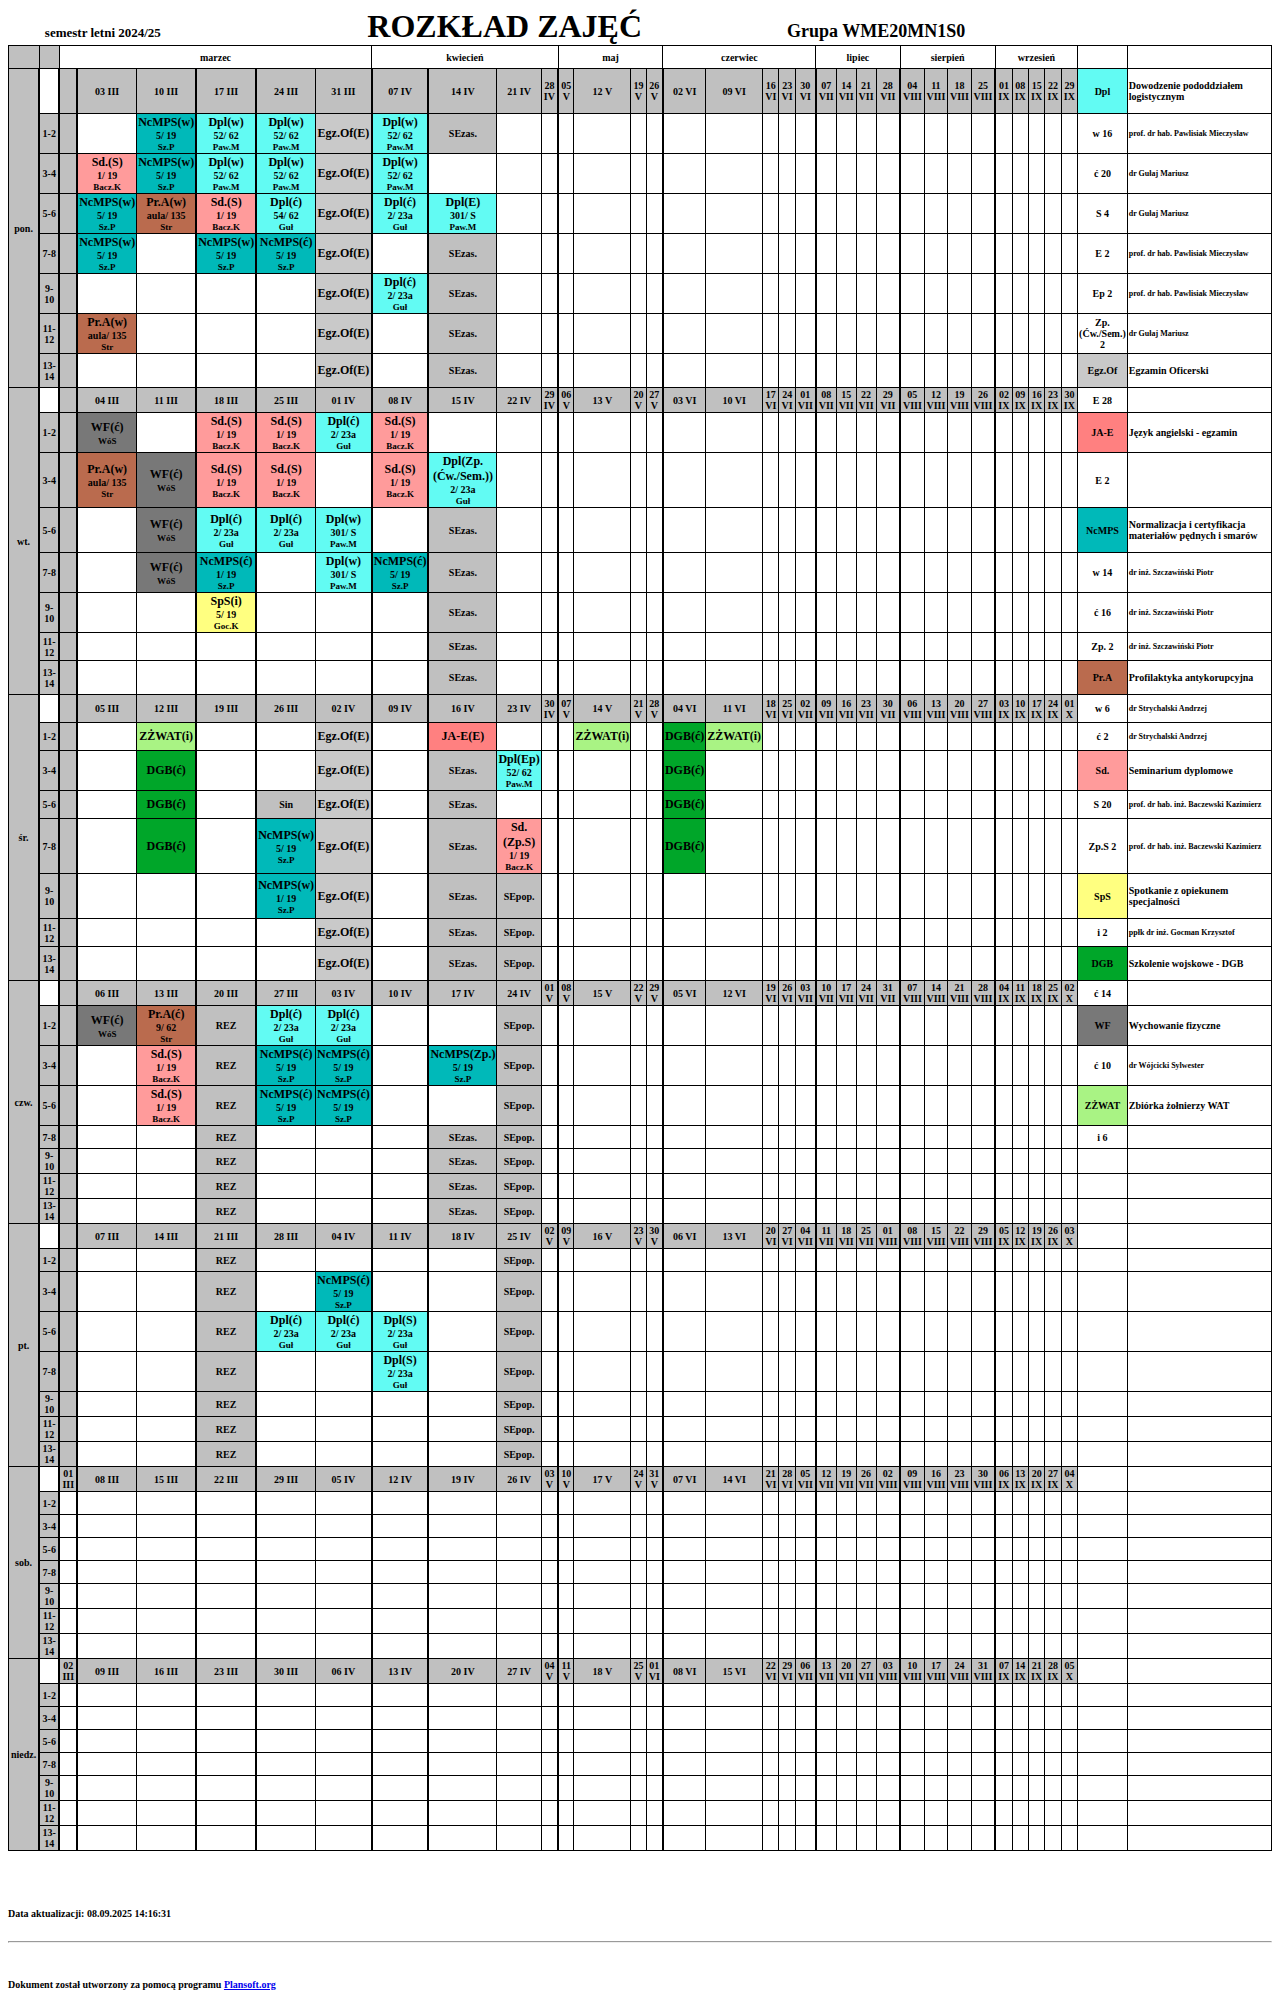 semestr letni 2024/25 ROZKŁAD ZAJĘĆ Grupa WME20MN1S0
marzec kwiecień maj czerwiec lipiec sierpień wrzesień
pon. 03 III 10 III 17 III 24 III 31 III 07 IV 14 IV 21 IV 28 IV 05 V 12 V 19 V 26 V 02 VI 09 VI 16 VI 23 VI 30 VI 07 VII 14 VII 21 VII 28 VII 04 VIII 11 VIII 18 VIII 25 VIII 01 IX 08 IX 15 IX 22 IX 29 IX Dpl Dowodzenie pododdziałem logistycznym
1-2 NcMPS(w) 5/ 19 Sz.P Dpl(w) 52/ 62 Paw.M Dpl(w) 52/ 62 Paw.M Egz.Of(E) Dpl(w) 52/ 62 Paw.M SEzas. w 16 prof. dr hab. Pawlisiak Mieczysław
3-4 Sd.(S) 1/ 19 Bacz.K NcMPS(w) 5/ 19 Sz.P Dpl(w) 52/ 62 Paw.M Dpl(w) 52/ 62 Paw.M Egz.Of(E) Dpl(w) 52/ 62 Paw.M ć 20 dr Gułaj Mariusz
5-6 NcMPS(w) 5/ 19 Sz.P Pr.A(w) aula/ 135 Str Sd.(S) 1/ 19 Bacz.K Dpl(ć) 54/ 62 Guł Egz.Of(E) Dpl(ć) 2/ 23a Guł Dpl(E) 301/ S Paw.M S 4 dr Gułaj Mariusz
7-8 NcMPS(w) 5/ 19 Sz.P NcMPS(w) 5/ 19 Sz.P NcMPS(ć) 5/ 19 Sz.P Egz.Of(E) SEzas. E 2 prof. dr hab. Pawlisiak Mieczysław
9-10 Egz.Of(E) Dpl(ć) 2/ 23a Guł SEzas. Ep 2 prof. dr hab. Pawlisiak Mieczysław
11-12 Pr.A(w) aula/ 135 Str Egz.Of(E) SEzas. Zp.(Ćw./Sem.) 2 dr Gułaj Mariusz
13-14 Egz.Of(E) SEzas. Egz.Of Egzamin Oficerski
wt. 04 III 11 III 18 III 25 III 01 IV 08 IV 15 IV 22 IV 29 IV 06 V 13 V 20 V 27 V 03 VI 10 VI 17 VI 24 VI 01 VII 08 VII 15 VII 22 VII 29 VII 05 VIII 12 VIII 19 VIII 26 VIII 02 IX 09 IX 16 IX 23 IX 30 IX E 28
1-2 WF(ć) WóS Sd.(S) 1/ 19 Bacz.K Sd.(S) 1/ 19 Bacz.K Dpl(ć) 2/ 23a Guł Sd.(S) 1/ 19 Bacz.K JA-E Język angielski - egzamin
3-4 Pr.A(w) aula/ 135 Str WF(ć) WóS Sd.(S) 1/ 19 Bacz.K Sd.(S) 1/ 19 Bacz.K Sd.(S) 1/ 19 Bacz.K Dpl(Zp.(Ćw./Sem.)) 2/ 23a Guł E 2
5-6 WF(ć) WóS Dpl(ć) 2/ 23a Guł Dpl(ć) 2/ 23a Guł Dpl(w) 301/ S Paw.M SEzas. NcMPS Normalizacja i certyfikacja materiałów pędnych i smarów
7-8 WF(ć) WóS NcMPS(ć) 1/ 19 Sz.P Dpl(w) 301/ S Paw.M NcMPS(ć) 5/ 19 Sz.P SEzas. w 14 dr inż. Szczawiński Piotr
9-10 SpS(i) 5/ 19 Goc.K SEzas. ć 16 dr inż. Szczawiński Piotr
11-12 SEzas. Zp. 2 dr inż. Szczawiński Piotr
13-14 SEzas. Pr.A Profilaktyka antykorupcyjna
śr. 05 III 12 III 19 III 26 III 02 IV 09 IV 16 IV 23 IV 30 IV 07 V 14 V 21 V 28 V 04 VI 11 VI 18 VI 25 VI 02 VII 09 VII 16 VII 23 VII 30 VII 06 VIII 13 VIII 20 VIII 27 VIII 03 IX 10 IX 17 IX 24 IX 01 X w 6 dr Strychalski Andrzej
1-2 ZŻWAT(i) Egz.Of(E) JA-E(E) ZŻWAT(i) DGB(ć) ZŻWAT(i) ć 2 dr Strychalski Andrzej
3-4 DGB(ć) Egz.Of(E) SEzas. Dpl(Ep) 52/ 62 Paw.M DGB(ć) Sd. Seminarium dyplomowe
5-6 DGB(ć) Sin Egz.Of(E) SEzas. DGB(ć) S 20 prof. dr hab. inż. Baczewski Kazimierz
7-8 DGB(ć) NcMPS(w) 5/ 19 Sz.P Egz.Of(E) SEzas. Sd.(Zp.S) 1/ 19 Bacz.K DGB(ć) Zp.S 2 prof. dr hab. inż. Baczewski Kazimierz
9-10 NcMPS(w) 1/ 19 Sz.P Egz.Of(E) SEzas. SEpop. SpS Spotkanie z opiekunem specjalności
11-12 Egz.Of(E) SEzas. SEpop. i 2 ppłk dr inż. Gocman Krzysztof
13-14 Egz.Of(E) SEzas. SEpop. DGB Szkolenie wojskowe - DGB
czw. 06 III 13 III 20 III 27 III 03 IV 10 IV 17 IV 24 IV 01 V 08 V 15 V 22 V 29 V 05 VI 12 VI 19 VI 26 VI 03 VII 10 VII 17 VII 24 VII 31 VII 07 VIII 14 VIII 21 VIII 28 VIII 04 IX 11 IX 18 IX 25 IX 02 X ć 14
1-2 WF(ć) WóS Pr.A(ć) 9/ 62 Str REZ Dpl(ć) 2/ 23a Guł Dpl(ć) 2/ 23a Guł SEpop. WF Wychowanie fizyczne
3-4 Sd.(S) 1/ 19 Bacz.K REZ NcMPS(ć) 5/ 19 Sz.P NcMPS(ć) 5/ 19 Sz.P NcMPS(Zp.) 5/ 19 Sz.P SEpop. ć 10 dr Wójcicki Sylwester
5-6 Sd.(S) 1/ 19 Bacz.K REZ NcMPS(ć) 5/ 19 Sz.P NcMPS(ć) 5/ 19 Sz.P SEpop. ZŻWAT Zbiórka żołnierzy WAT
7-8 REZ SEzas. SEpop. i 6
9-10 REZ SEzas. SEpop.
11-12 REZ SEzas. SEpop.
13-14 REZ SEzas. SEpop.
pt. 07 III 14 III 21 III 28 III 04 IV 11 IV 18 IV 25 IV 02 V 09 V 16 V 23 V 30 V 06 VI 13 VI 20 VI 27 VI 04 VII 11 VII 18 VII 25 VII 01 VIII 08 VIII 15 VIII 22 VIII 29 VIII 05 IX 12 IX 19 IX 26 IX 03 X
1-2 REZ SEpop.
3-4 REZ NcMPS(ć) 5/ 19 Sz.P SEpop.
5-6 REZ Dpl(ć) 2/ 23a Guł Dpl(ć) 2/ 23a Guł Dpl(S) 2/ 23a Guł SEpop.
7-8 REZ Dpl(S) 2/ 23a Guł SEpop.
9-10 REZ SEpop.
11-12 REZ SEpop.
13-14 REZ SEpop.
sob. 01 III 08 III 15 III 22 III 29 III 05 IV 12 IV 19 IV 26 IV 03 V 10 V 17 V 24 V 31 V 07 VI 14 VI 21 VI 28 VI 05 VII 12 VII 19 VII 26 VII 02 VIII 09 VIII 16 VIII 23 VIII 30 VIII 06 IX 13 IX 20 IX 27 IX 04 X
1-2
3-4
5-6
7-8
9-10
11-12
13-14
niedz. 02 III 09 III 16 III 23 III 30 III 06 IV 13 IV 20 IV 27 IV 04 V 11 V 18 V 25 V 01 VI 08 VI 15 VI 22 VI 29 VI 06 VII 13 VII 20 VII 27 VII 03 VIII 10 VIII 17 VIII 24 VIII 31 VIII 07 IX 14 IX 21 IX 28 IX 05 X
1-2
3-4
5-6
7-8
9-10
11-12
13-14
Data aktualizacji: 08.09.2025 14:16:31
Dokument został utworzony za pomocą programu Plansoft.org